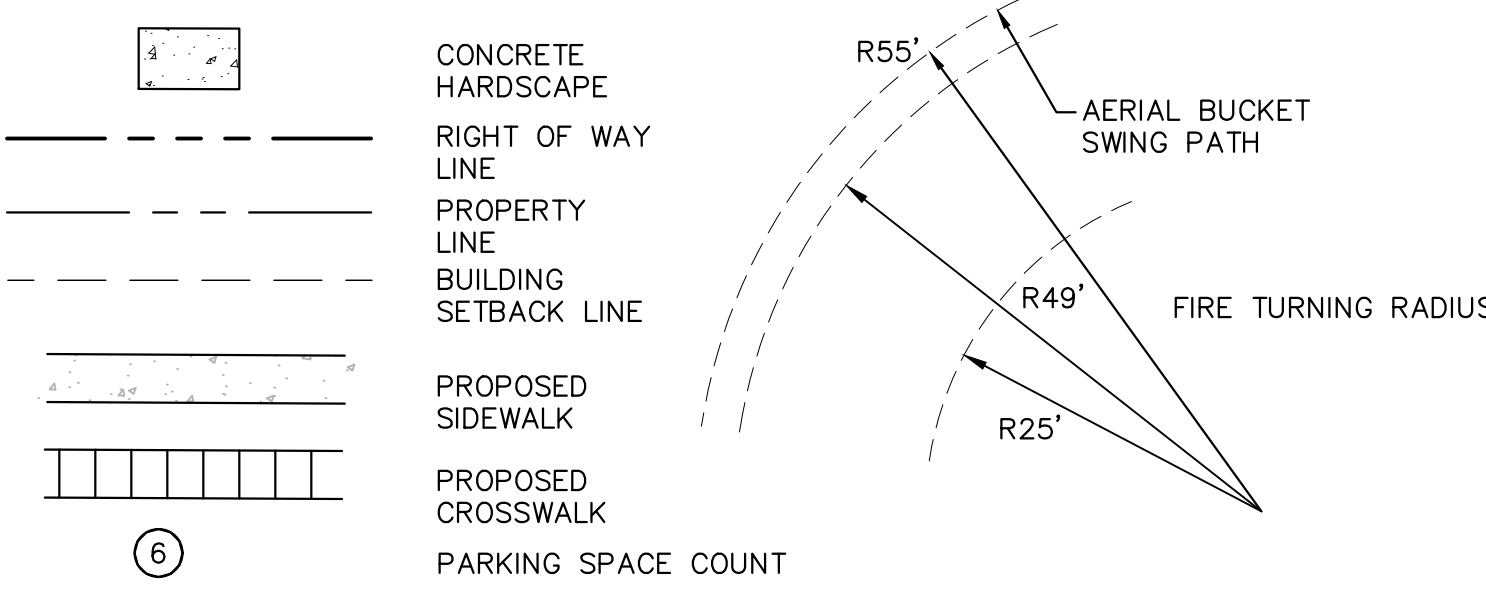 CONCRETE
HARDSCAPE
RIGHT OF WAY
LINE
PROPERTY
LINE
BUILDING
SETBACK LINE
PROPOSED
SIDEWALK
PROPOSED
CROSSWALK
6
PARKING SPACE COUNT
R55’
AERIAL BUCKET
SWING PATH
R49’
FIRE TURNING RADIUS
R25’